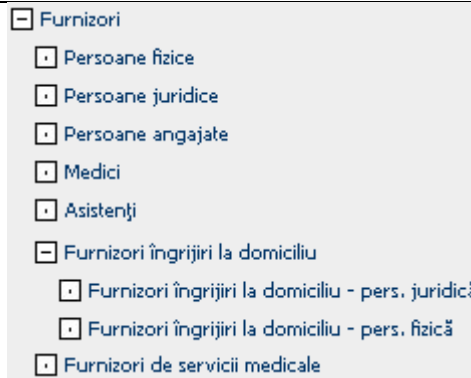 Furnizori
Persoane fizice
Persoane juridice
Persoane angajate
Medici
Asistenţi
Furnizori îngrijiri la domiciliu
Furnizori îngrijiri la domiciliu - pers. juridică
Furnizori îngrijiri la domiciliu - pers. fizică
Furnizori de servicii medicale